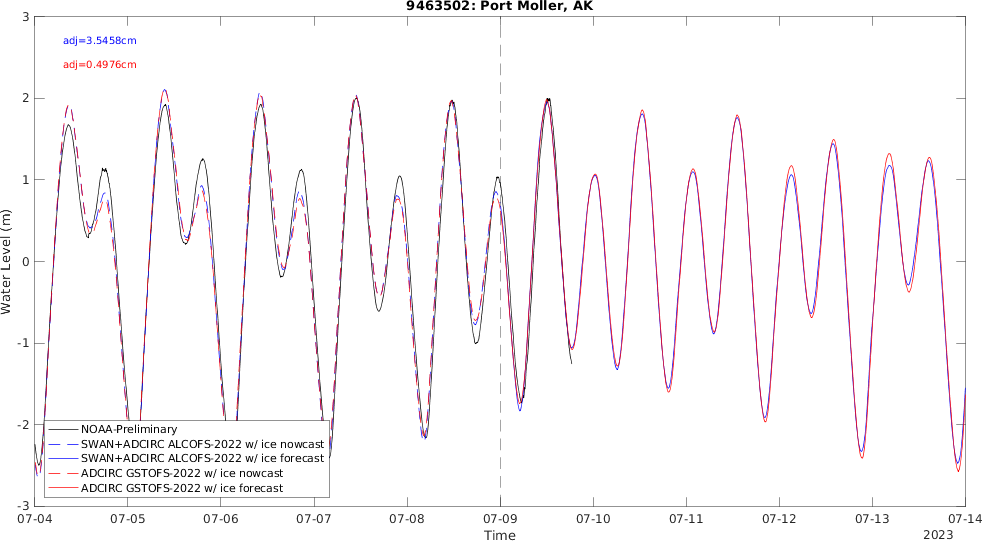 9463502: Port Moller, AK
adj=3.5458cm
adj=0.4976cm
Water Level (m)
3
2
1
0
-1
-2
-3
NOAA-Preliminary
SWAN+ADCIRC ALCOFS-2022 w/ ice nowcast
SWAN+ADCIRC ALCOFS-2022 w/ ice forecast
ADCIRC GSTOFS-2022 w/ ice nowcast
ADCIRC GSTOFS-2022 w/ ice forecast
07-04 07-05 07-06 07-07 07-08 07-09 07-10 07-11 07-12 07-13 07-14
Time
2023